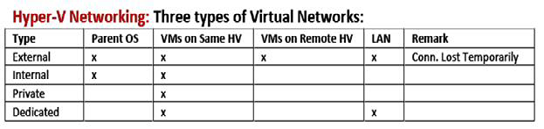 Hyper-V Networking: Three types of Virtual Networks:
Type Parent OS VMs on Same HV VMs on Remote HV LAN Remark
External x x x x Conn. Lost Temporarily
Internal x x
Private x
Dedicated x x